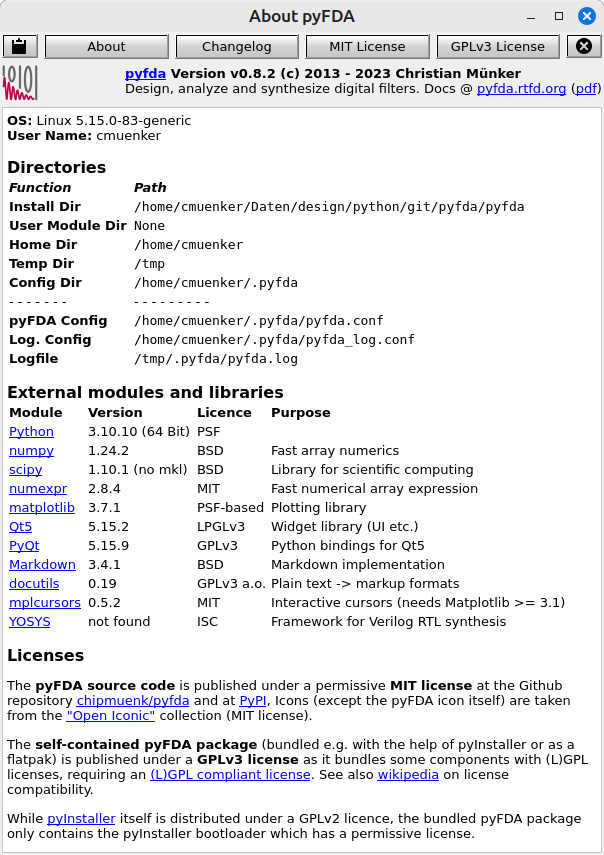 About pyFDA
About Changelog MIT License GPLv3 License
pyfda Version v0.8.2 (c) 2013 - 2023 Christian Münker
Design, analyze and synthesize digital filters. Docs @ pyfda.rtfd.org (pdf)
OS: Linux 5.15.0-83-generic
User Name: cmuenker
Directories
Function Path
Install Dir /home/cmuenker/Daten/design/python/git/pyfda/pyfda
User Module Dir None
Home Dir /home/cmuenker
Temp Dir /tmp
Config Dir /home/cmuenker/.pyfda
------- ---------
pyFDA Config /home/cmuenker/.pyfda/pyfda.conf
Log. Config /home/cmuenker/.pyfda/pyfda_log.conf
Logfile /tmp/.pyfda/pyfda.log
External modules and libraries
Module Version Licence Purpose
Python 3.10.10 (64 Bit) PSF
numpy 1.24.2 BSD Fast array numerics
scipy 1.10.1 (no mkl) BSD Library for scientific computing
numexpr 2.8.4 MIT Fast numerical array expression
matplotlib 3.7.1 PSF-based Plotting library
Qt5 5.15.2 LPGLv3 Widget library (UI etc.)
PyQt 5.15.9 GPLv3 Python bindings for Qt5
Markdown 3.4.1 BSD Markdown implementation
docutils 0.19 GPLv3 a.o. Plain text -> markup formats
mplcursors 0.5.2 MIT Interactive cursors (needs Matplotlib >= 3.1)
YOSYS not found ISC Framework for Verilog RTL synthesis
Licenses
The pyFDA source code is published under a permissive MIT license at the Github
repository chipmuenk/pyfda and at PyPI, Icons (except the pyFDA icon itself) are taken
from the "Open Iconic" collection (MIT license).
The self-contained pyFDA package (bundled e.g. with the help of pyInstaller or as a
flatpak) is published under a GPLv3 license as it bundles some components with (L)GPL
licenses, requiring an (L)GPL compliant license. See also wikipedia on license
compatibility.
While pyInstaller itself is distributed under a GPLv2 licence, the bundled pyFDA package
only contains the pyInstaller bootloader which has a permissive license.